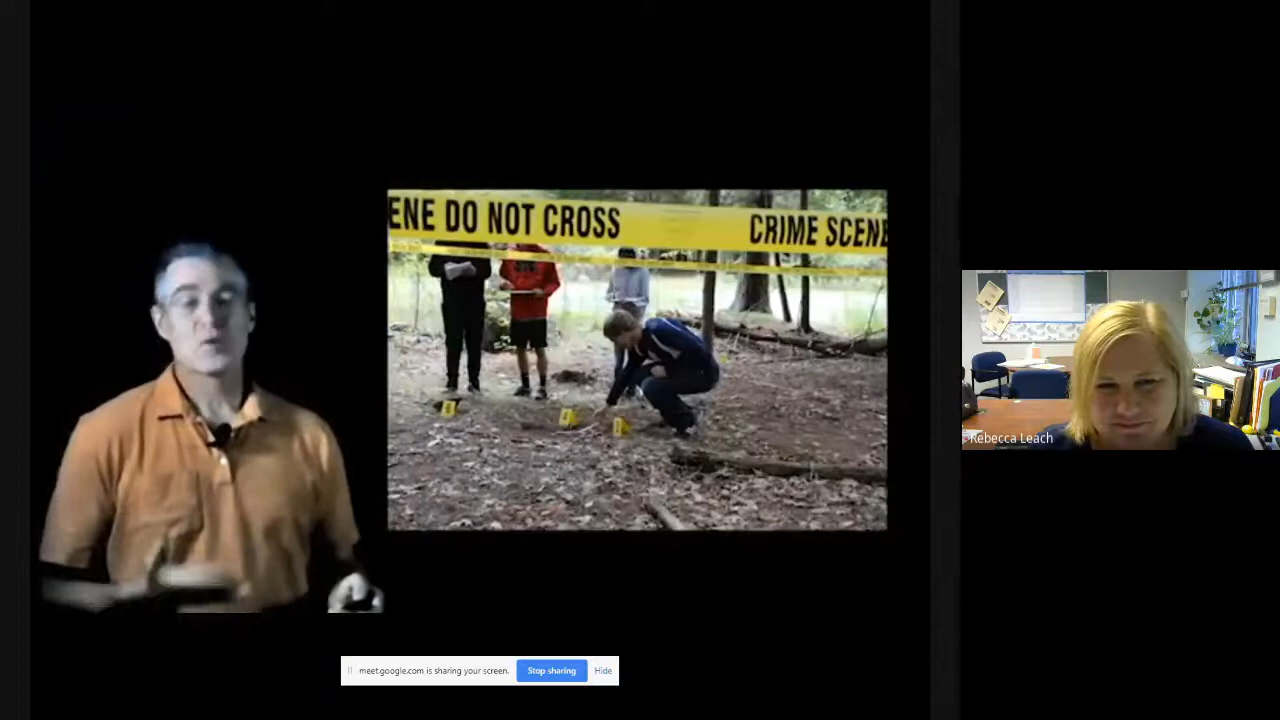 ENE DO NOT CROSS CRIME SCENE
Rebecca Leach
meet.google.com is sharing your screen.
Stop sharing
Hide